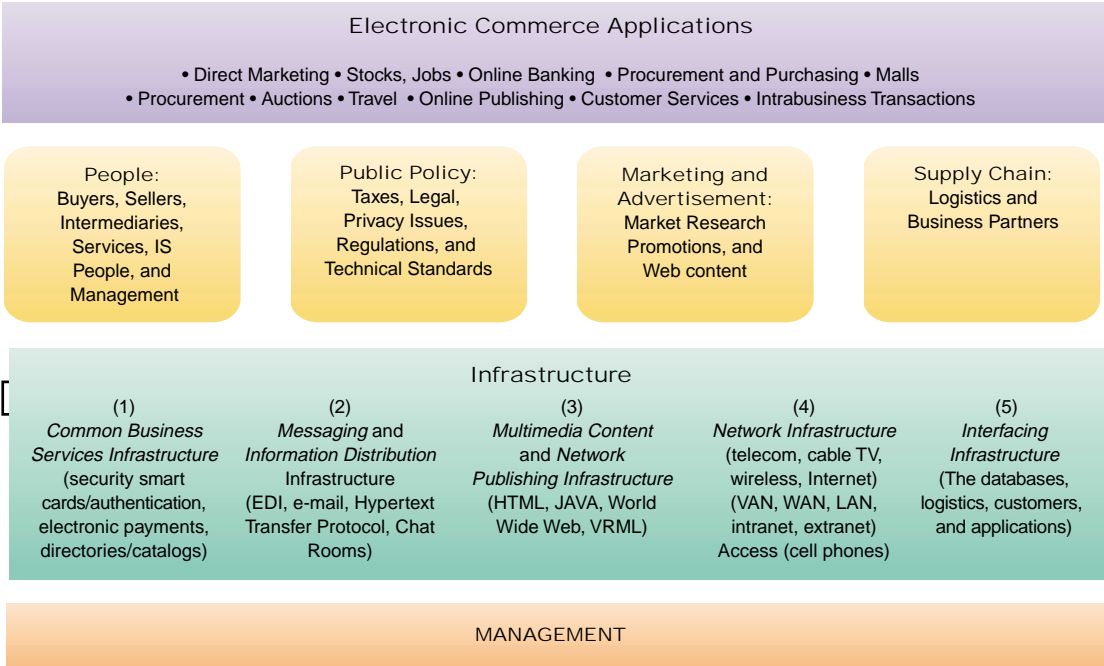 Electronic Commerce Applications
• Direct Marketing • Stocks, Jobs • Online Banking • Procurement and Purchasing • Malls
• Procurement • Auctions • Travel • Online Publishing • Customer Services • Intrabusiness Transactions
People:
Buyers, Sellers,
Intermediaries,
Services, IS
People, and
Management
Public Policy:
Taxes, Legal,
Privacy Issues,
Regulations, and
Technical Standards
Marketing and
Advertisement:
Market Research
Promotions, and
Web content
Supply Chain:
Logistics and
Business Partners
Infrastructure
(1)
Common Business
Services Infrastructure
(security smart
cards/authentication,
electronic payments,
directories/catalogs)
(2)
Messaging and
Information Distribution
Infrastructure
(EDI, e-mail, Hypertext
Transfer Protocol, Chat
Rooms)
(3)
Multimedia Content
and Network
Publishing Infrastructure
(HTML, JAVA, World
Wide Web, VRML)
(4)
Network Infrastructure
(telecom, cable TV,
wireless, Internet)
(VAN, WAN, LAN,
intranet, extranet)
Access (cell phones)
(5)
Interfacing
Infrastructure
(The databases,
logistics, customers,
and applications)
MANAGEMENT